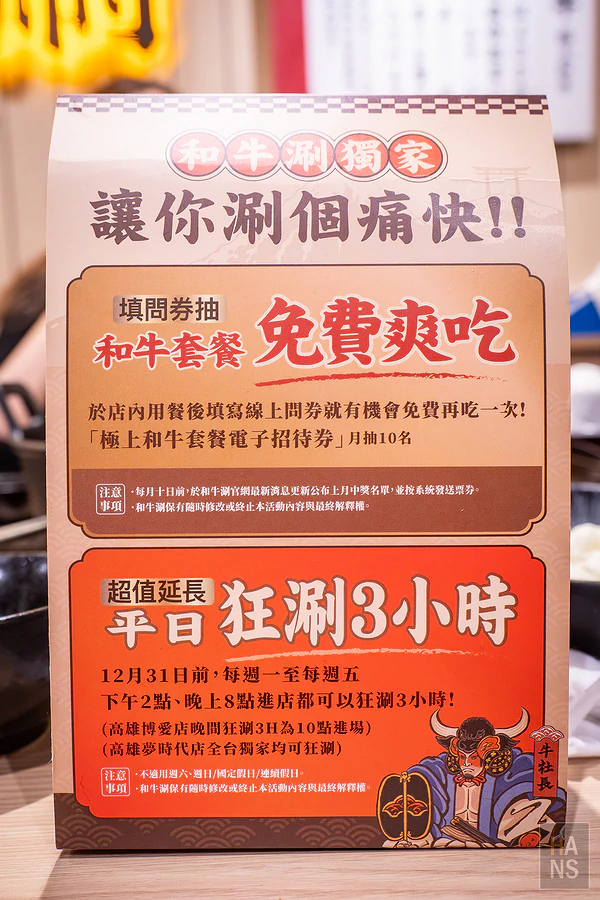 和牛涮獨家
讓你涮個痛快!!
填問券抽
和牛套餐 免費爽吃
於店內用餐後填寫線上問券就有機會免費再吃一次!
「極上和牛套餐電子招待券」月抽10名
注意事項
·每月十日前,於和牛涮官網最新消息更新公布上月中獎名單,並按系統發送票券。
·和牛涮保有隨時修改或終止本活動內容與最終解釋權。
超值延長
平日 狂涮3小時
12月31日前,每週一至每週五
下午2點、晚上8點進店都可以狂涮3小時!
(高雄博愛店晚間狂涮3H為10點進場)
(高雄夢時代店全台獨家均可狂涮)
注意事項
·不適用週六、週日/國定假日/連續假日。
·和牛涮保有隨時修改或終止本活動內容與最終解釋權。
牛社長
HANS